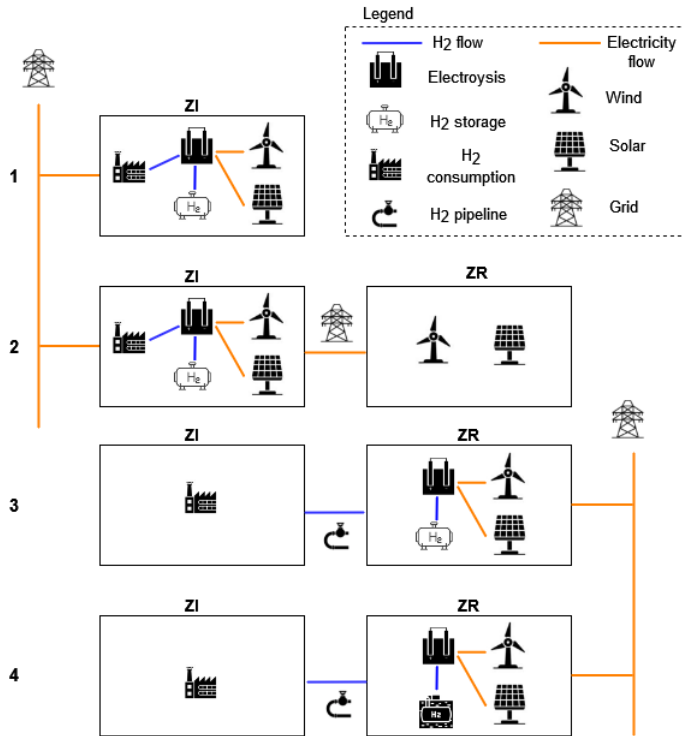 Legend
H2 flow
Electricity
flow
Electroysis
Wind
H2 storage
Solar
H2
consumption
H2 pipeline
Grid
ZI
1
He
ZI
ZR
2
He
ZI
ZR
3
He
ZI
ZR
4
H2